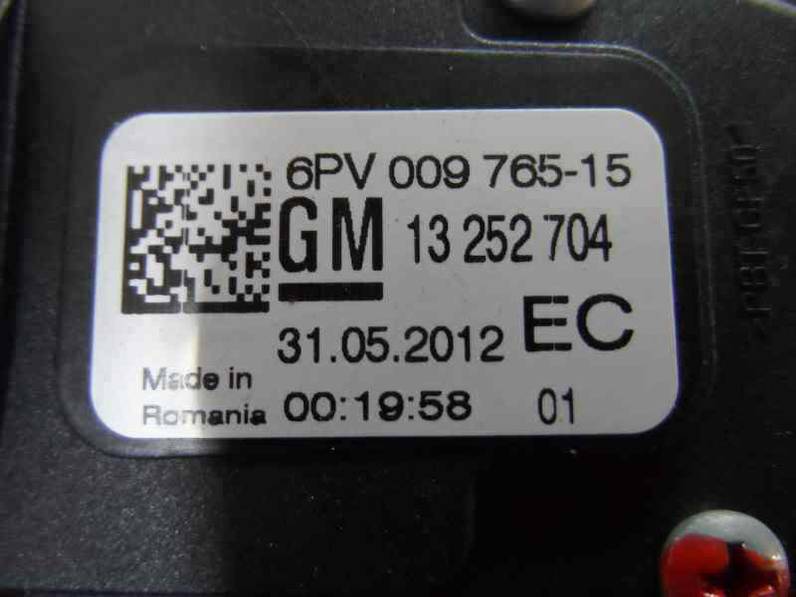 6PV 009 765-15
GM 13 252 704
31.05.2012 EC
Made in
Romania 00:19:58 01